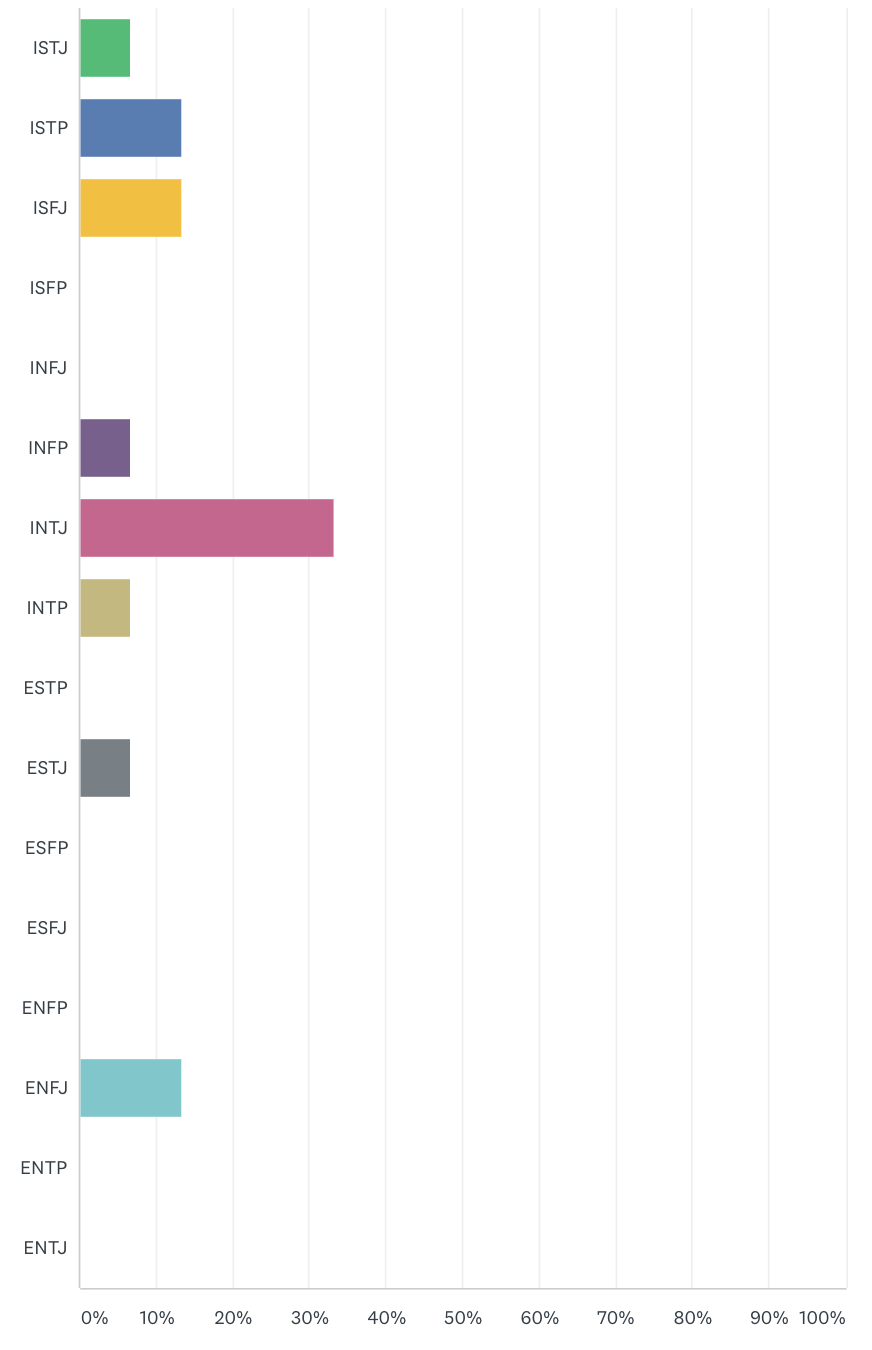 ISTJ
ISTP
ISFJ
ISFP
INFJ
INFP
INTJ
INTP
ESTP
ESTJ
ESFP
ESFJ
ENFP
ENFJ
ENTP
ENTJ
0% 10% 20% 30% 40% 50% 60% 70% 80% 90% 100%